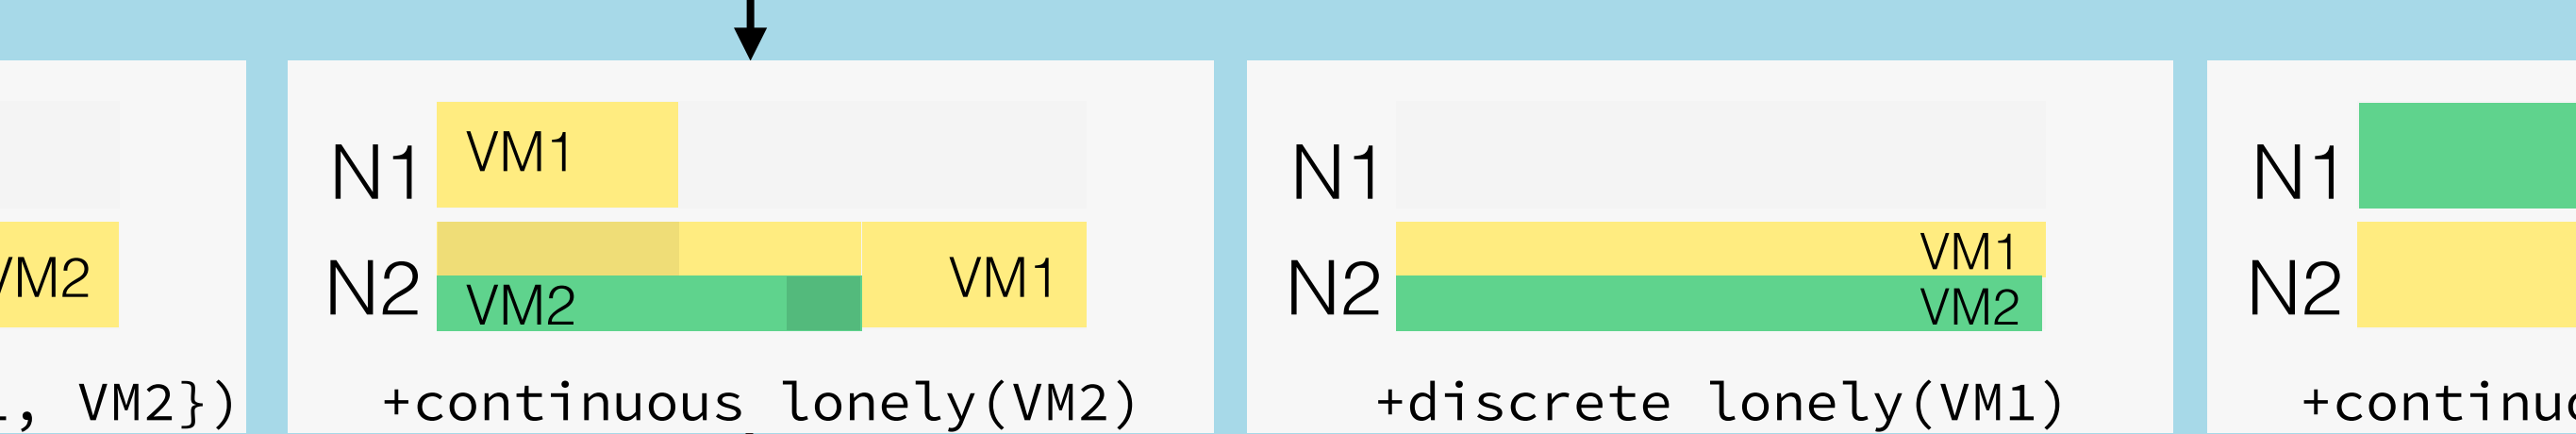 VM2
., VM2})
N1 VM1
N2 VM2 VM1
+continuous lonely(VM2)
N1
N2 VM1
VM2
+discrete lonely(VM1)
N1
N2
+continuo